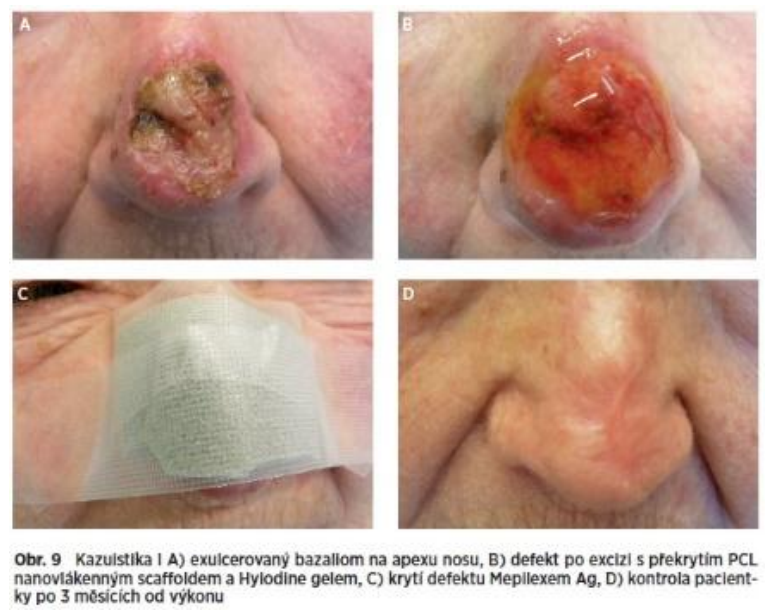 A
B
C
D
Obr. 9 Kazuistika I A) exulcerovaný bazaliom na apexu nosu, B) defekt po excizi s překrytím PCL
nanovlákenným scaffoldem a Hylodine gelem, C) krytí defektu Mepilexem Ag, D) kontrola pacient-
ky po 3 měsících od výkonu